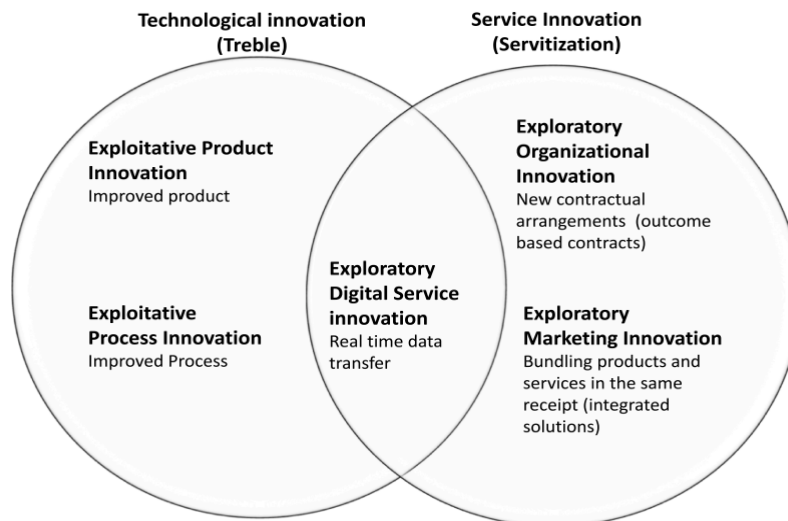 Technological innovation
(Treble)
Service Innovation
(Servitization)
Exploitative Product
Innovation
Improved product
Exploitative
Process Innovation
Improved Process
Exploratory
Digital Service
innovation
Real time data
transfer
Exploratory
Organizational
Innovation
New contractual
arrangements (outcome
based contracts)
Exploratory
Marketing Innovation
Bundling products and
services in the same
receipt (integrated
solutions)